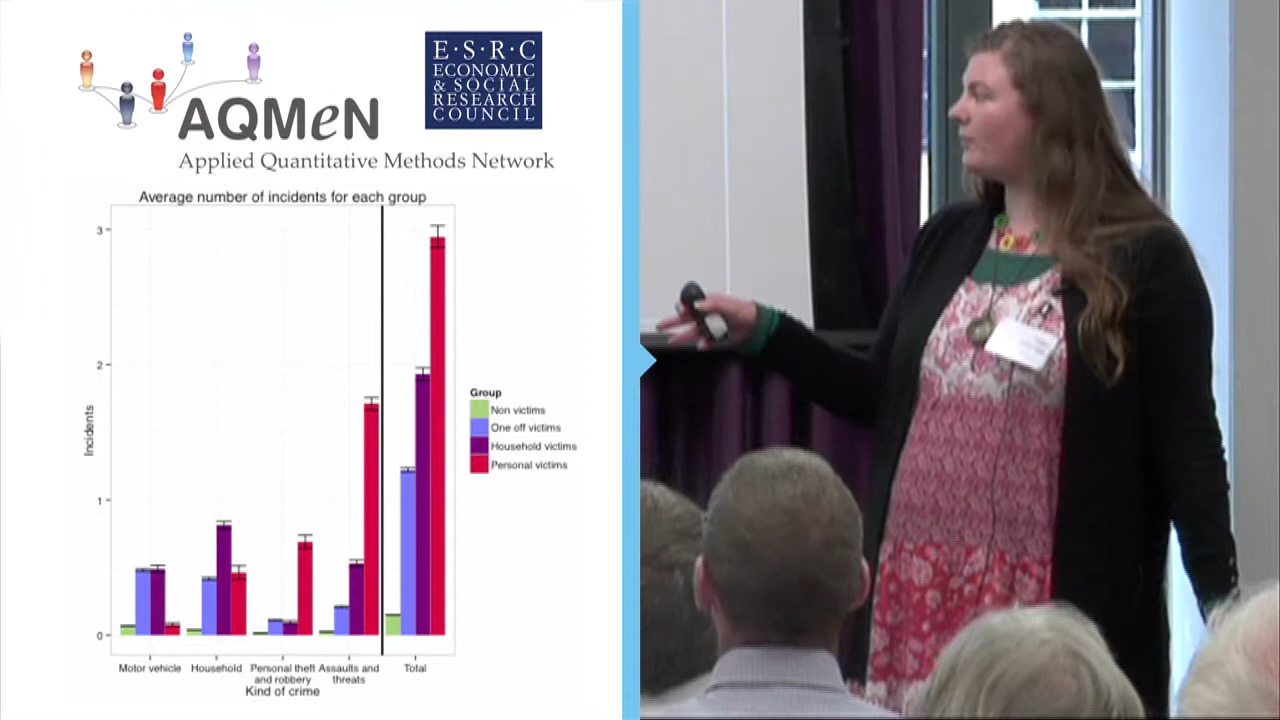 E·S·R·C
ECONOMIC
& SOCIAL
RESEARCH
COUNCIL
AQMeN
Applied Quantitative Methods Network
Average number of incidents for each group
3
2
1
0
Incidents
Group
Non victims
One off victims
Household victims
Personal victims
Motor vehicle
Household
Personal theft
and robbery
Assaults and
threats
Total
Kind of crime